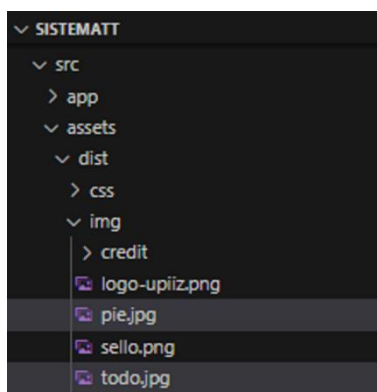 SISTEMATT
src
app
assets
dist
css
img
credit
logo-upiiz.png
pie.jpg
sello.png
todo.jpg